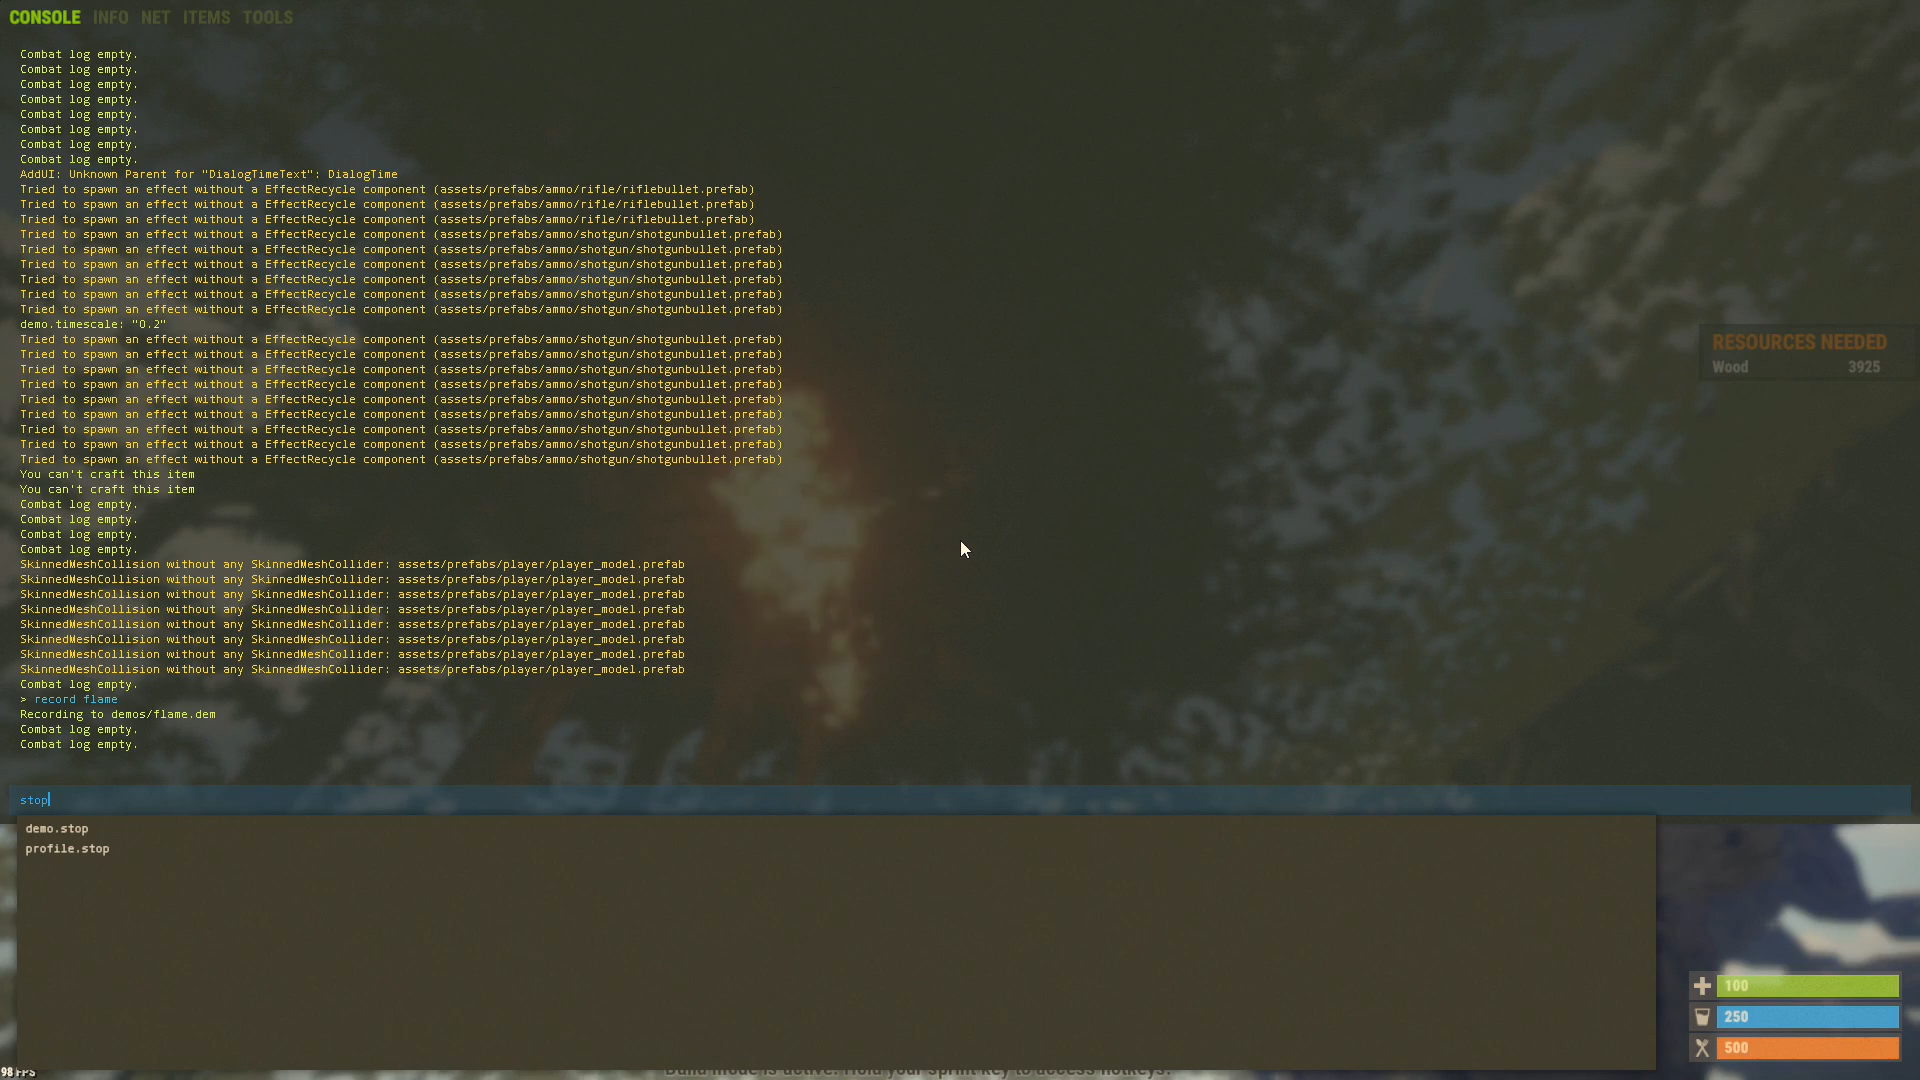 CONSOLE INFO NET ITEMS TOOLS
Combat log empty.
Combat log empty.
Combat log empty.
Combat log empty.
Combat log empty.
Combat log empty.
Combat log empty.
Combat log empty.
AddUI: Unknown Parent for "DialogTimeText": DialogTime
Tried to spawn an effect without a EffectRecycle component (assets/prefabs/ammo/rifle/riflebullet.prefab)
Tried to spawn an effect without a EffectRecycle component (assets/prefabs/ammo/rifle/riflebullet.prefab)
Tried to spawn an effect without a EffectRecycle component (assets/prefabs/ammo/rifle/riflebullet.prefab)
Tried to spawn an effect without a EffectRecycle component (assets/prefabs/ammo/shotgun/shotgunbullet.prefab)
Tried to spawn an effect without a EffectRecycle component (assets/prefabs/ammo/shotgun/shotgunbullet.prefab)
Tried to spawn an effect without a EffectRecycle component (assets/prefabs/ammo/shotgun/shotgunbullet.prefab)
Tried to spawn an effect without a EffectRecycle component (assets/prefabs/ammo/shotgun/shotgunbullet.prefab)
Tried to spawn an effect without a EffectRecycle component (assets/prefabs/ammo/shotgun/shotgunbullet.prefab)
Tried to spawn an effect without a EffectRecycle component (assets/prefabs/ammo/shotgun/shotgunbullet.prefab)
demo.timescale: "0.2"
Tried to spawn an effect without a EffectRecycle component (assets/prefabs/ammo/shotgun/shotgunbullet.prefab)
Tried to spawn an effect without a EffectRecycle component (assets/prefabs/ammo/shotgun/shotgunbullet.prefab)
Tried to spawn an effect without a EffectRecycle component (assets/prefabs/ammo/shotgun/shotgunbullet.prefab)
Tried to spawn an effect without a EffectRecycle component (assets/prefabs/ammo/shotgun/shotgunbullet.prefab)
Tried to spawn an effect without a EffectRecycle component (assets/prefabs/ammo/shotgun/shotgunbullet.prefab)
Tried to spawn an effect without a EffectRecycle component (assets/prefabs/ammo/shotgun/shotgunbullet.prefab)
Tried to spawn an effect without a EffectRecycle component (assets/prefabs/ammo/shotgun/shotgunbullet.prefab)
Tried to spawn an effect without a EffectRecycle component (assets/prefabs/ammo/shotgun/shotgunbullet.prefab)
Tried to spawn an effect without a EffectRecycle component (assets/prefabs/ammo/shotgun/shotgunbullet.prefab)
You can't craft this item
You can't craft this item
Combat log empty.
Combat log empty.
Combat log empty.
Combat log empty.
SkinnedMeshCollision without any SkinnedMeshCollider: assets/prefabs/player/player_model.prefab
SkinnedMeshCollision without any SkinnedMeshCollider: assets/prefabs/player/player_model.prefab
SkinnedMeshCollision without any SkinnedMeshCollider: assets/prefabs/player/player_model.prefab
SkinnedMeshCollision without any SkinnedMeshCollider: assets/prefabs/player/player_model.prefab
SkinnedMeshCollision without any SkinnedMeshCollider: assets/prefabs/player/player_model.prefab
SkinnedMeshCollision without any SkinnedMeshCollider: assets/prefabs/player/player_model.prefab
SkinnedMeshCollision without any SkinnedMeshCollider: assets/prefabs/player/player_model.prefab
SkinnedMeshCollision without any SkinnedMeshCollider: assets/prefabs/player/player_model.prefab
Combat log empty.
> record flame
Recording to demos/flame.dem
Combat log empty.
Combat log empty.
stop
demo.stop
profile.stop
RESOURCES NEEDED
Wood 3925
100
250
500
98 FPS
Build mode is active. Hold your sprint key to access hotkeys.